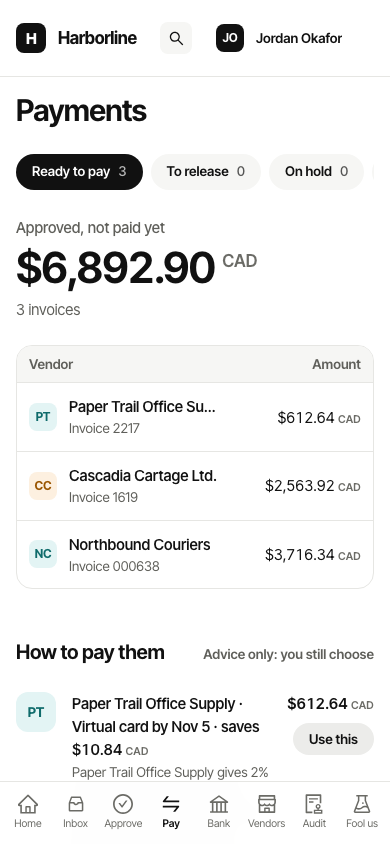 H Harborline JO Jordan Okafor
Payments
Ready to pay 3 To release 0 On hold 0
Approved, not paid yet
$6,892.90 CAD
3 invoices
Vendor Amount
PT Paper Trail Office Su... $612.64 CAD
Invoice 2217
CC Cascadia Cartage Ltd. $2,563.92 CAD
Invoice 1619
NC Northbound Couriers $3,716.34 CAD
Invoice 000638
How to pay them Advice only: you still choose
PT Paper Trail Office Supply · $612.64 CAD
Virtual card by Nov 5 · saves
$10.84 CAD Use this
Paper Trail Office Supply gives 2%
Home Inbox Approve Pay Bank Vendors Audit Fool us